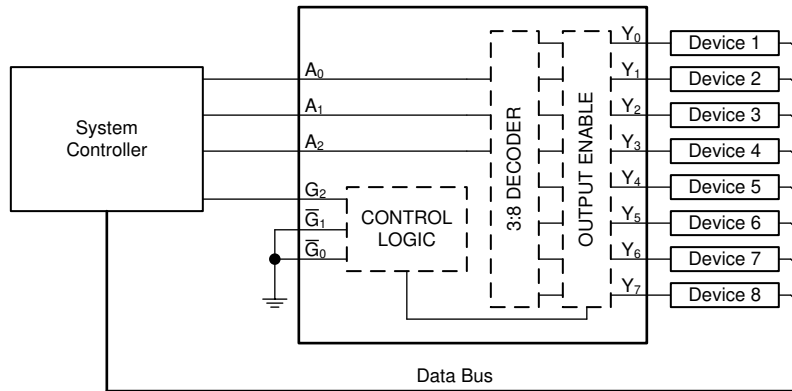 System
Controller
A0
A1
A2
G2
G̅1
G̅0
CONTROL
LOGIC
3:8 DECODER
OUTPUT ENABLE
Y0
Y1
Y2
Y3
Y4
Y5
Y6
Y7
Device 1
Device 2
Device 3
Device 4
Device 5
Device 6
Device 7
Device 8
Data Bus